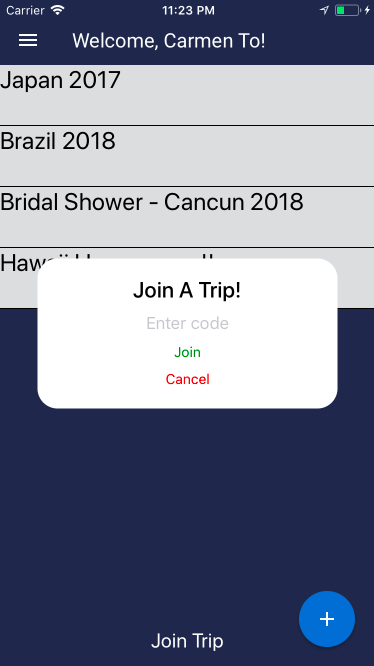 Carrier 11:23 PM
Welcome, Carmen To!
Japan 2017
Brazil 2018
Bridal Shower - Cancun 2018
Join A Trip!
Enter code
Join
Cancel
Join Trip